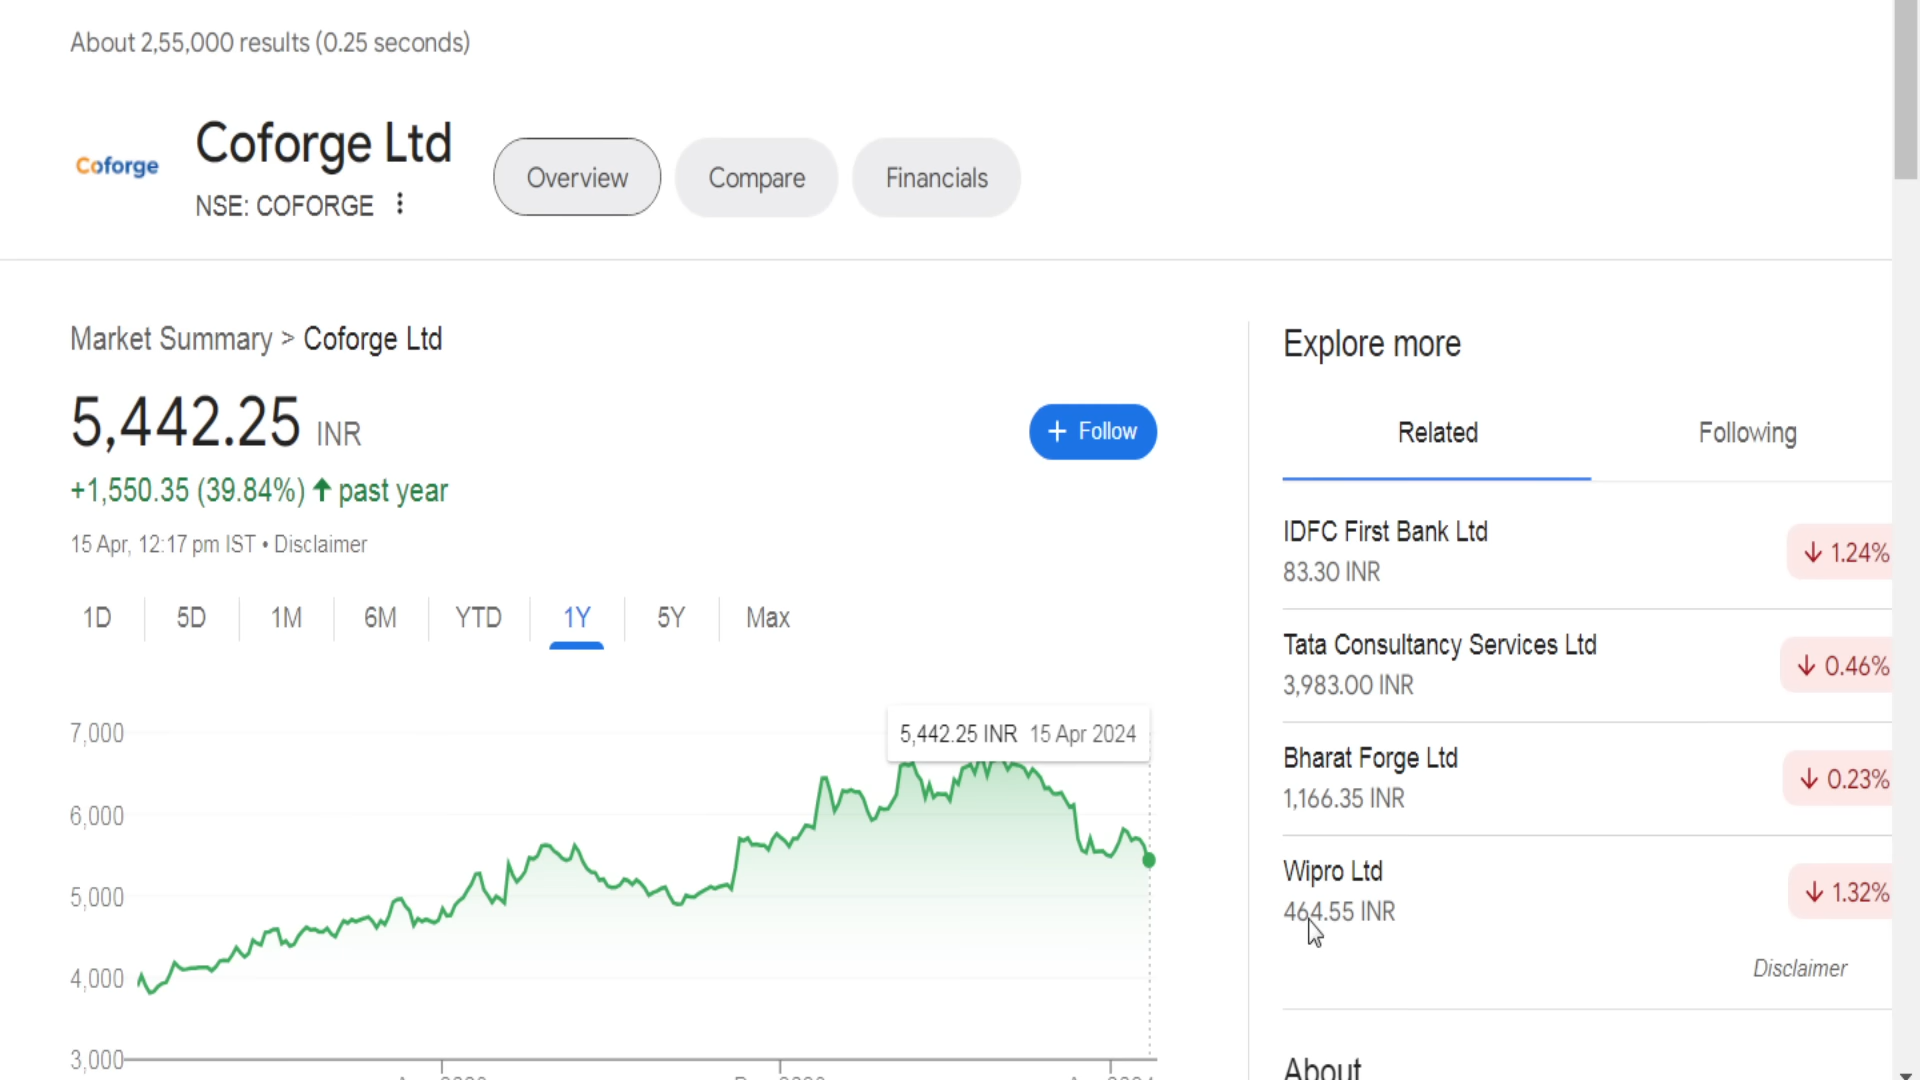 About 2,55,000 results (0.25 seconds)
Coforge
Coforge Ltd
NSE: COFORGE
Overview
Compare
Financials
Market Summary > Coforge Ltd
5,442.25 INR
+ Follow
+1,550.35 (39.84%) ↑ past year
15 Apr, 12:17 pm IST • Disclaimer
1D 5D 1M 6M YTD 1Y 5Y Max
7,000
6,000
5,000
4,000
3,000
5,442.25 INR 15 Apr 2024
Explore more
Related Following
IDFC First Bank Ltd
83.30 INR
↓ 1.24%
Tata Consultancy Services Ltd
3,983.00 INR
↓ 0.46%
Bharat Forge Ltd
1,166.35 INR
↓ 0.23%
Wipro Ltd
464.55 INR
↓ 1.32%
Disclaimer
About